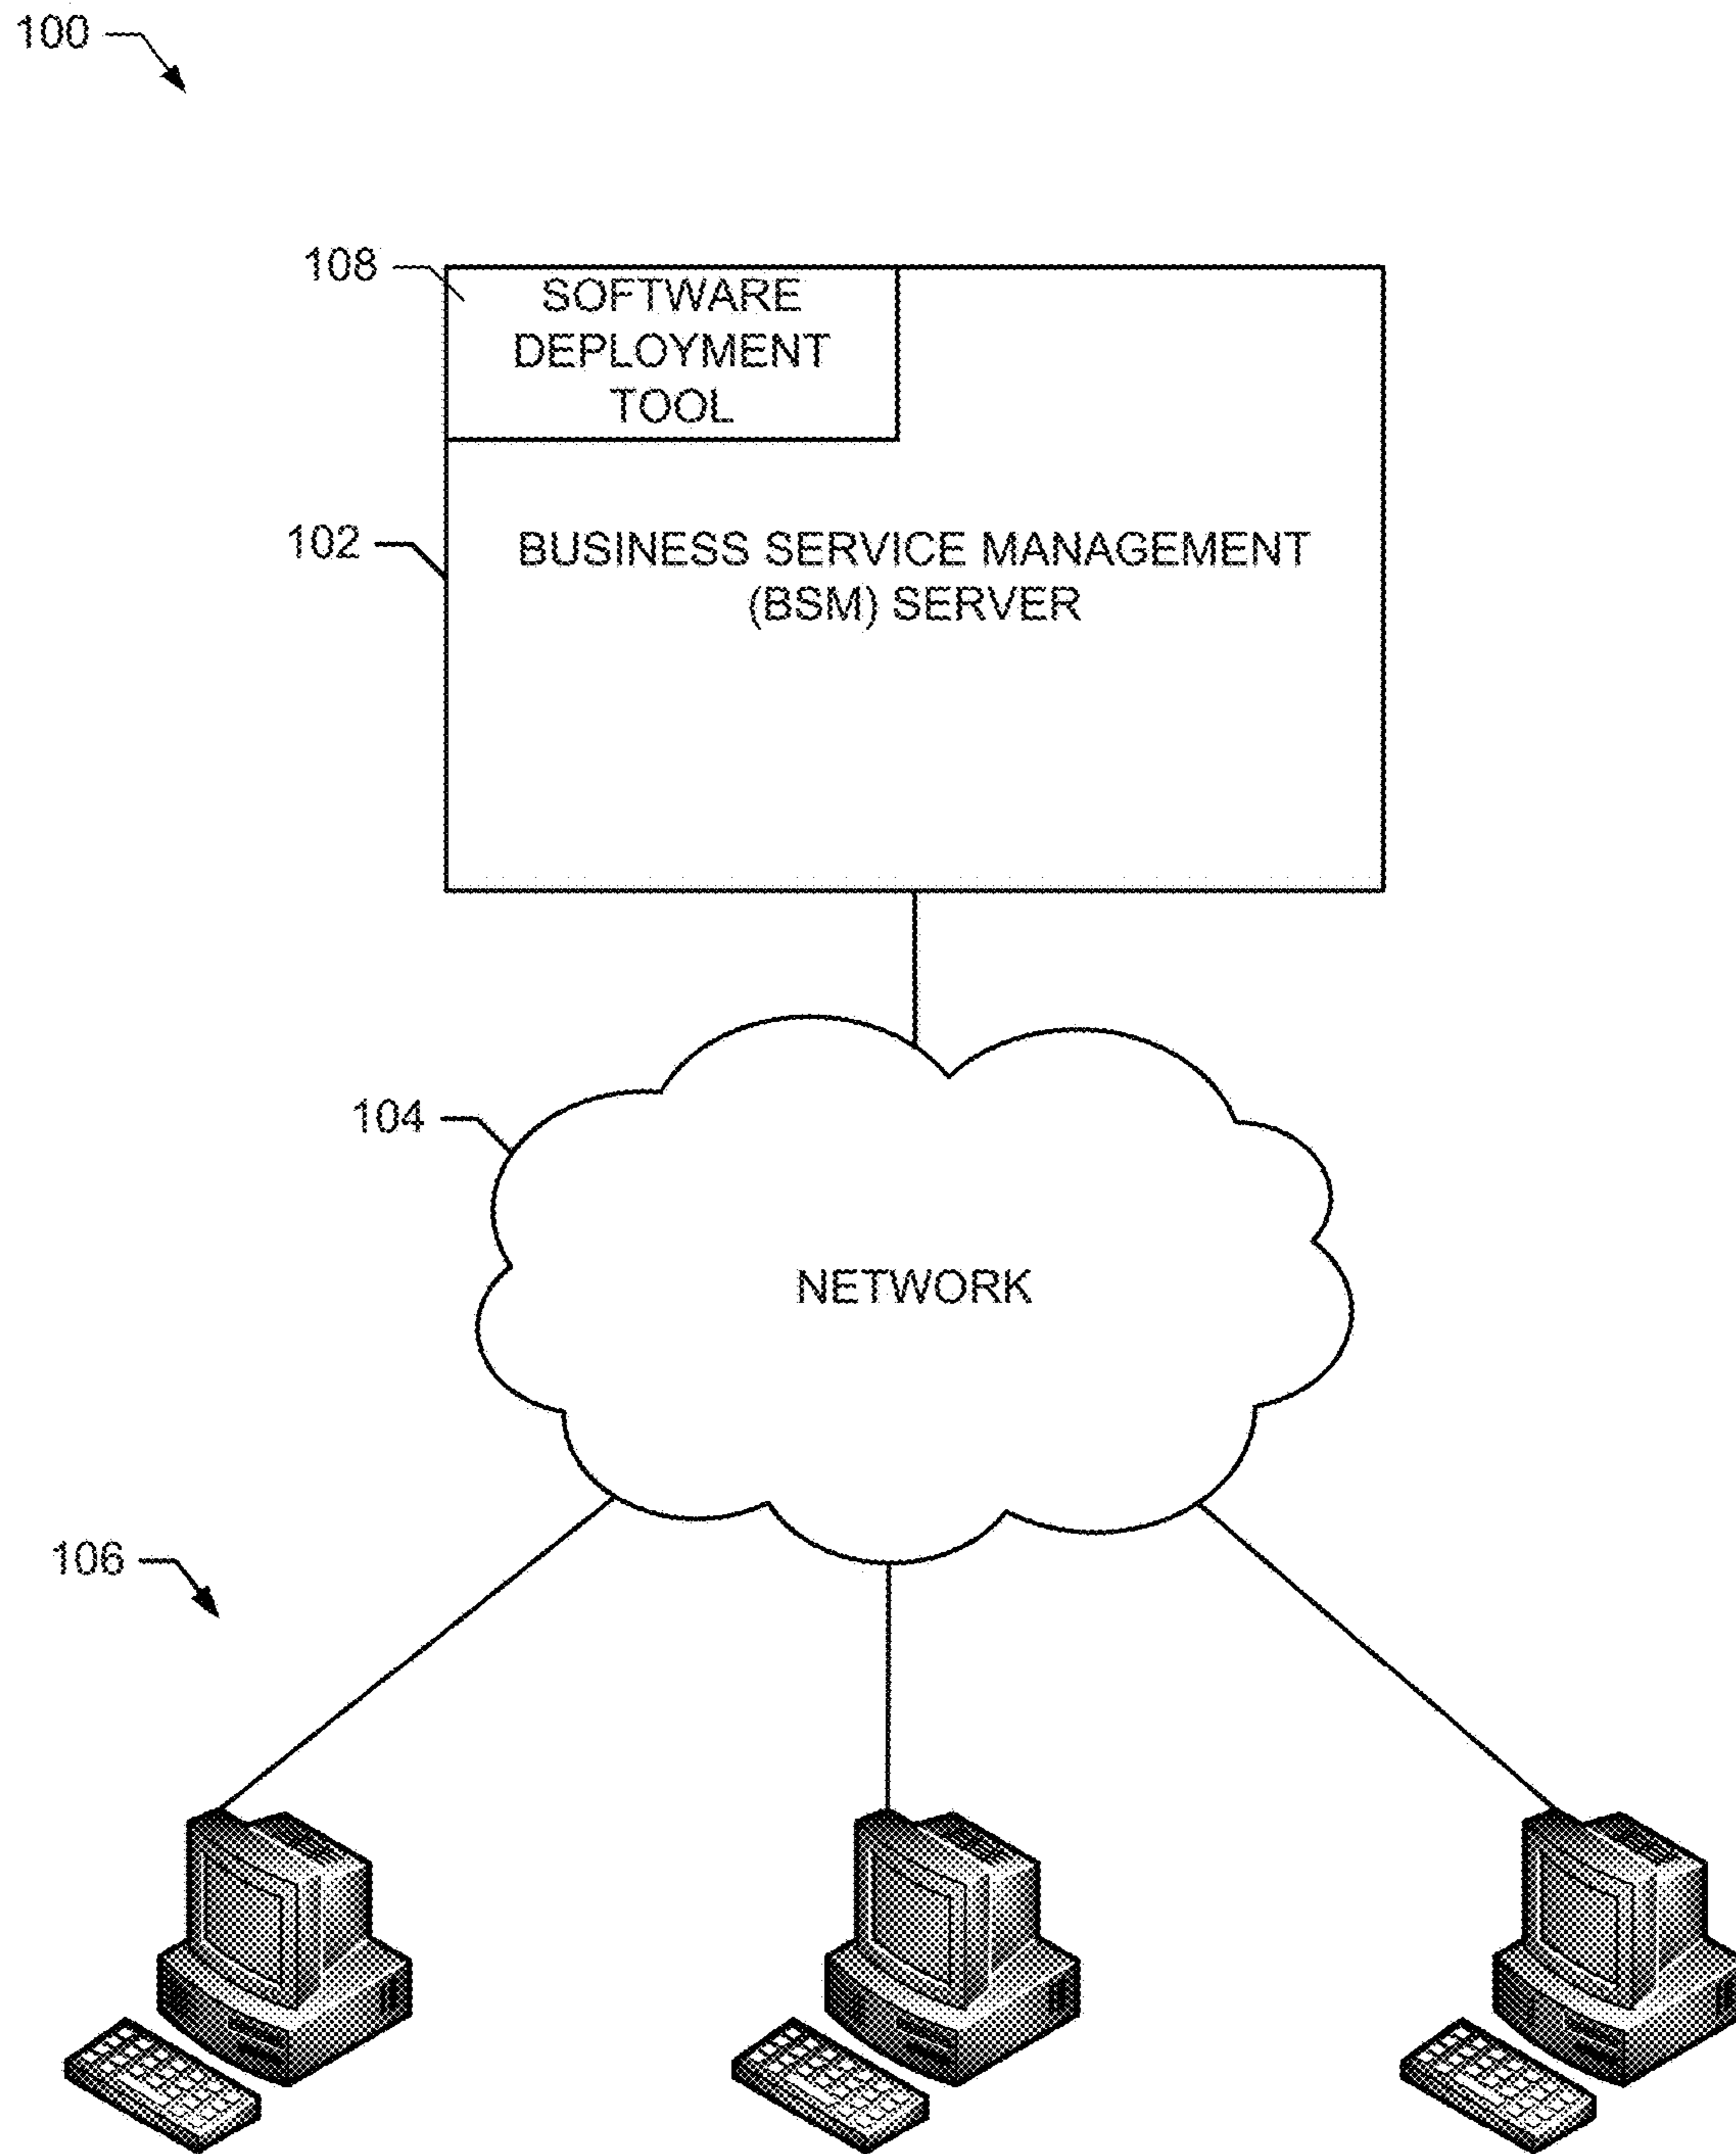 100
108
SOFTWARE
DEPLOYMENT
TOOL
102
BUSINESS SERVICE MANAGEMENT
(BSM) SERVER
104
NETWORK
106